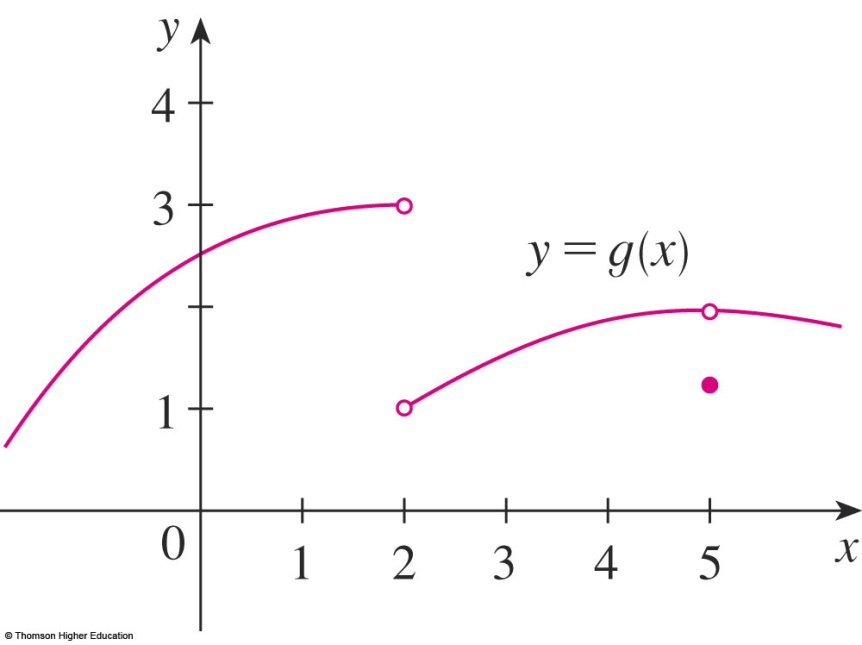 y
4
3
y = g(x)
1
0
1 2 3 4 5
x
© Thomson Higher Education